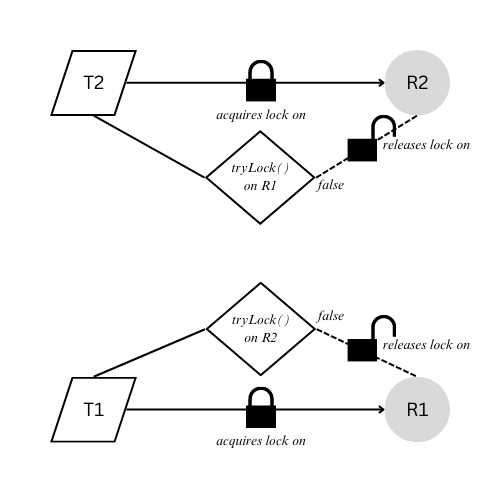 T2
R2
acquires lock on
tryLock()
on R1
false
releases lock on
tryLock()
on R2
false
releases lock on
T1
R1
acquires lock on